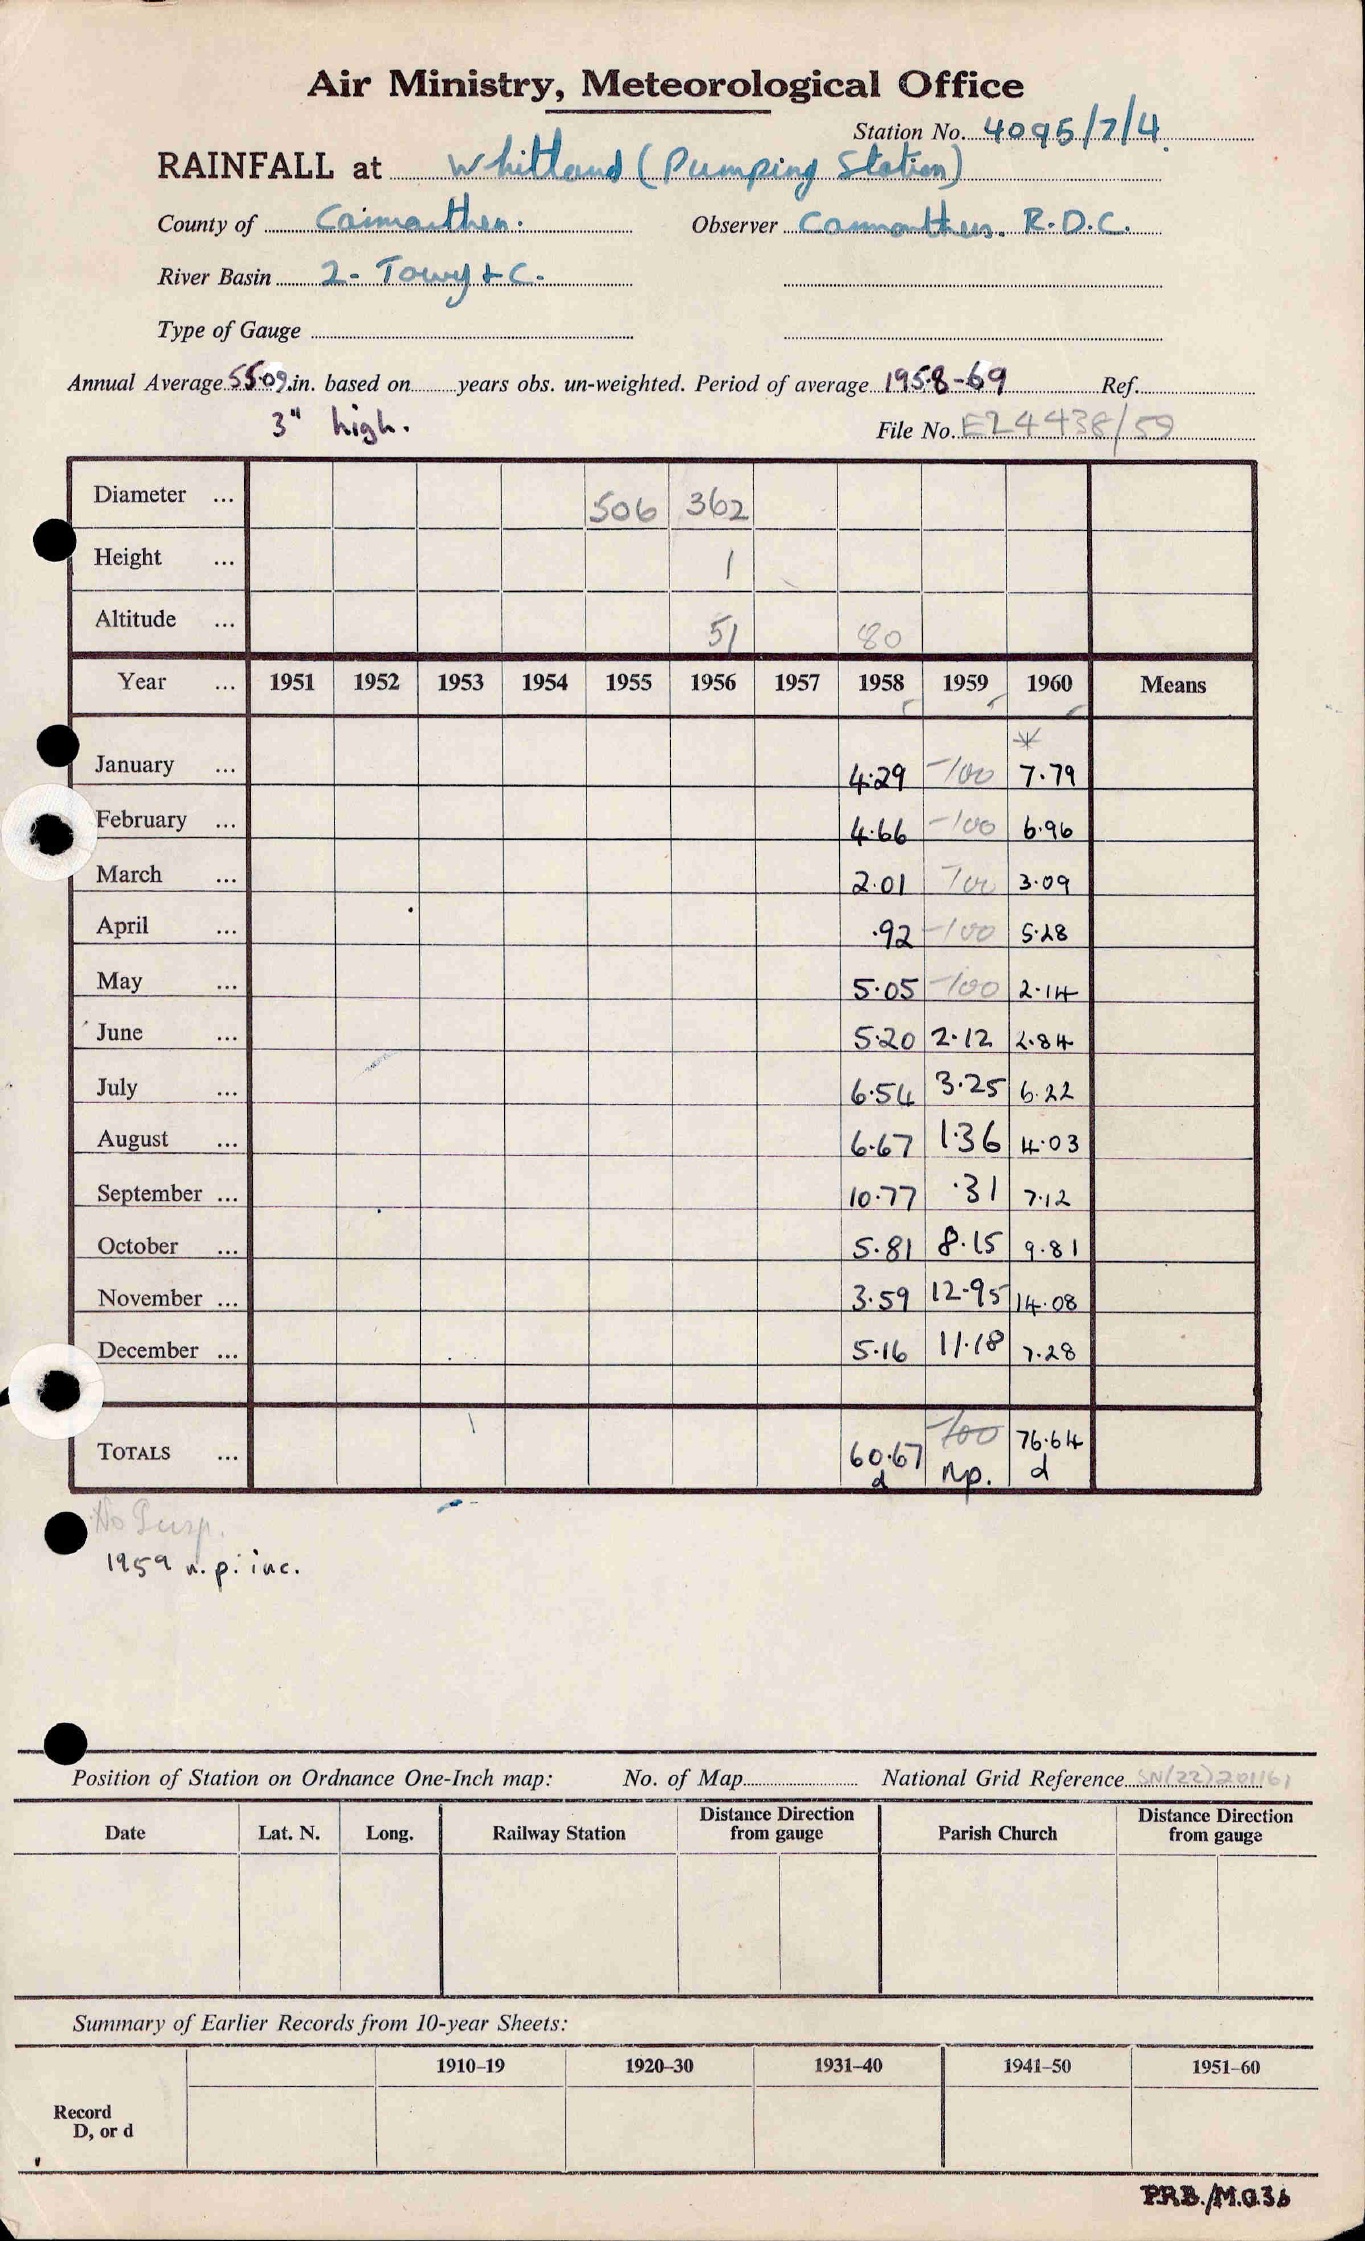 Air Ministry, Meteorological Office
Station No. 4095/7/4
RAINFALL at Whitland (Pumping Station)
County of Caimarthen. Observer Carmarthen. R.D.C.
River Basin 2- Towy & C.
Type of Gauge
Annual Average 55.09 in. based on years obs. un-weighted. Period of average 1958-69 Ref.
3" high. File No. E24438/59
Diameter ... 506 362
Height ... 1
Altitude ... 51 80
Year ... 1951 1952 1953 1954 1955 1956 1957 1958 1959 1960 Means
*
January ... 4.29 -100 7.79
February ... 4.66 -100 6.96
March ... 2.01 -100 3.09
April ... .92 -100 5.28
May ... 5.05 -100 2.14
June ... 5.20 2.12 2.84
July ... 6.54 3.25 6.22
August ... 6.67 1.36 4.03
September ... 10.77 .31 7.12
October ... 5.81 8.15 9.81
November ... 3.59 12.95 14.08
December ... 5.16 11.18 7.28
TOTALS ... 60.67 -100 76.64
d n.p. d
No Insp.
1959 n.p. inc.
Position of Station on Ordnance One-Inch map: No. of Map National Grid Reference SN(22)201161
Date Lat. N. Long. Railway Station Distance Direction from gauge Parish Church Distance Direction from gauge
Summary of Earlier Records from 10-year Sheets:
1910–19 1920–30 1931–40 1941–50 1951–60
Record
D, or d
P.R.B./M.O.36